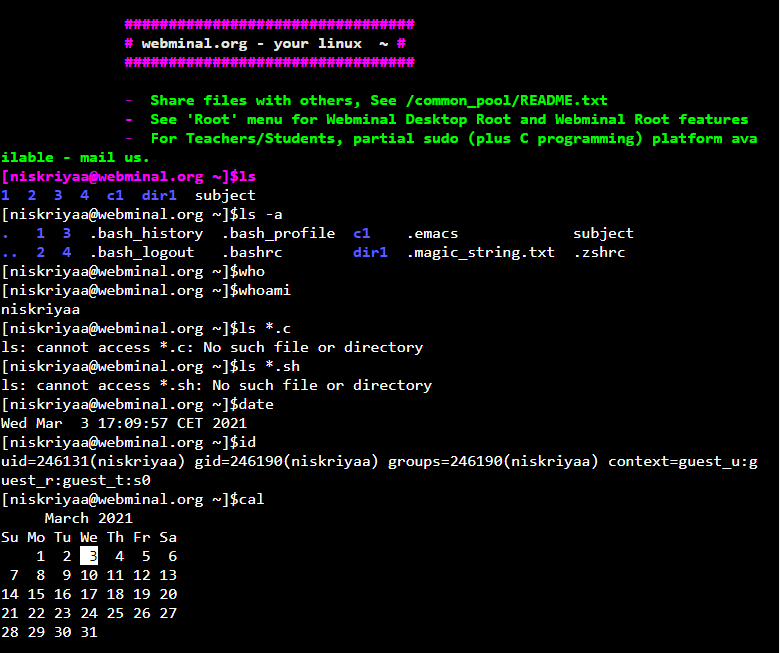 #################################
# webminal.org - your linux  ~ #
#################################
-  Share files with others, See /common_pool/README.txt
-  See 'Root' menu for Webminal Desktop Root and Webminal Root features
-  For Teachers/Students, partial sudo (plus C programming) platform ava
ilable - mail us.
[niskriyaa@webminal.org ~]$ls
1  2  3  4  c1  dir1  subject
[niskriyaa@webminal.org ~]$ls -a
.   1  3  .bash_history  .bash_profile  c1    .emacs             subject
..  2  4  .bash_logout   .bashrc        dir1  .magic_string.txt  .zshrc
[niskriyaa@webminal.org ~]$who
[niskriyaa@webminal.org ~]$whoami
niskriyaa
[niskriyaa@webminal.org ~]$ls *.c
ls: cannot access *.c: No such file or directory
[niskriyaa@webminal.org ~]$ls *.sh
ls: cannot access *.sh: No such file or directory
[niskriyaa@webminal.org ~]$date
Wed Mar  3 17:09:57 CET 2021
[niskriyaa@webminal.org ~]$id
uid=246131(niskriyaa) gid=246190(niskriyaa) groups=246190(niskriyaa) context=guest_u:g
uest_r:guest_t:s0
[niskriyaa@webminal.org ~]$cal
     March 2021
Su Mo Tu We Th Fr Sa
    1  2  3  4  5  6
 7  8  9 10 11 12 13
14 15 16 17 18 19 20
21 22 23 24 25 26 27
28 29 30 31